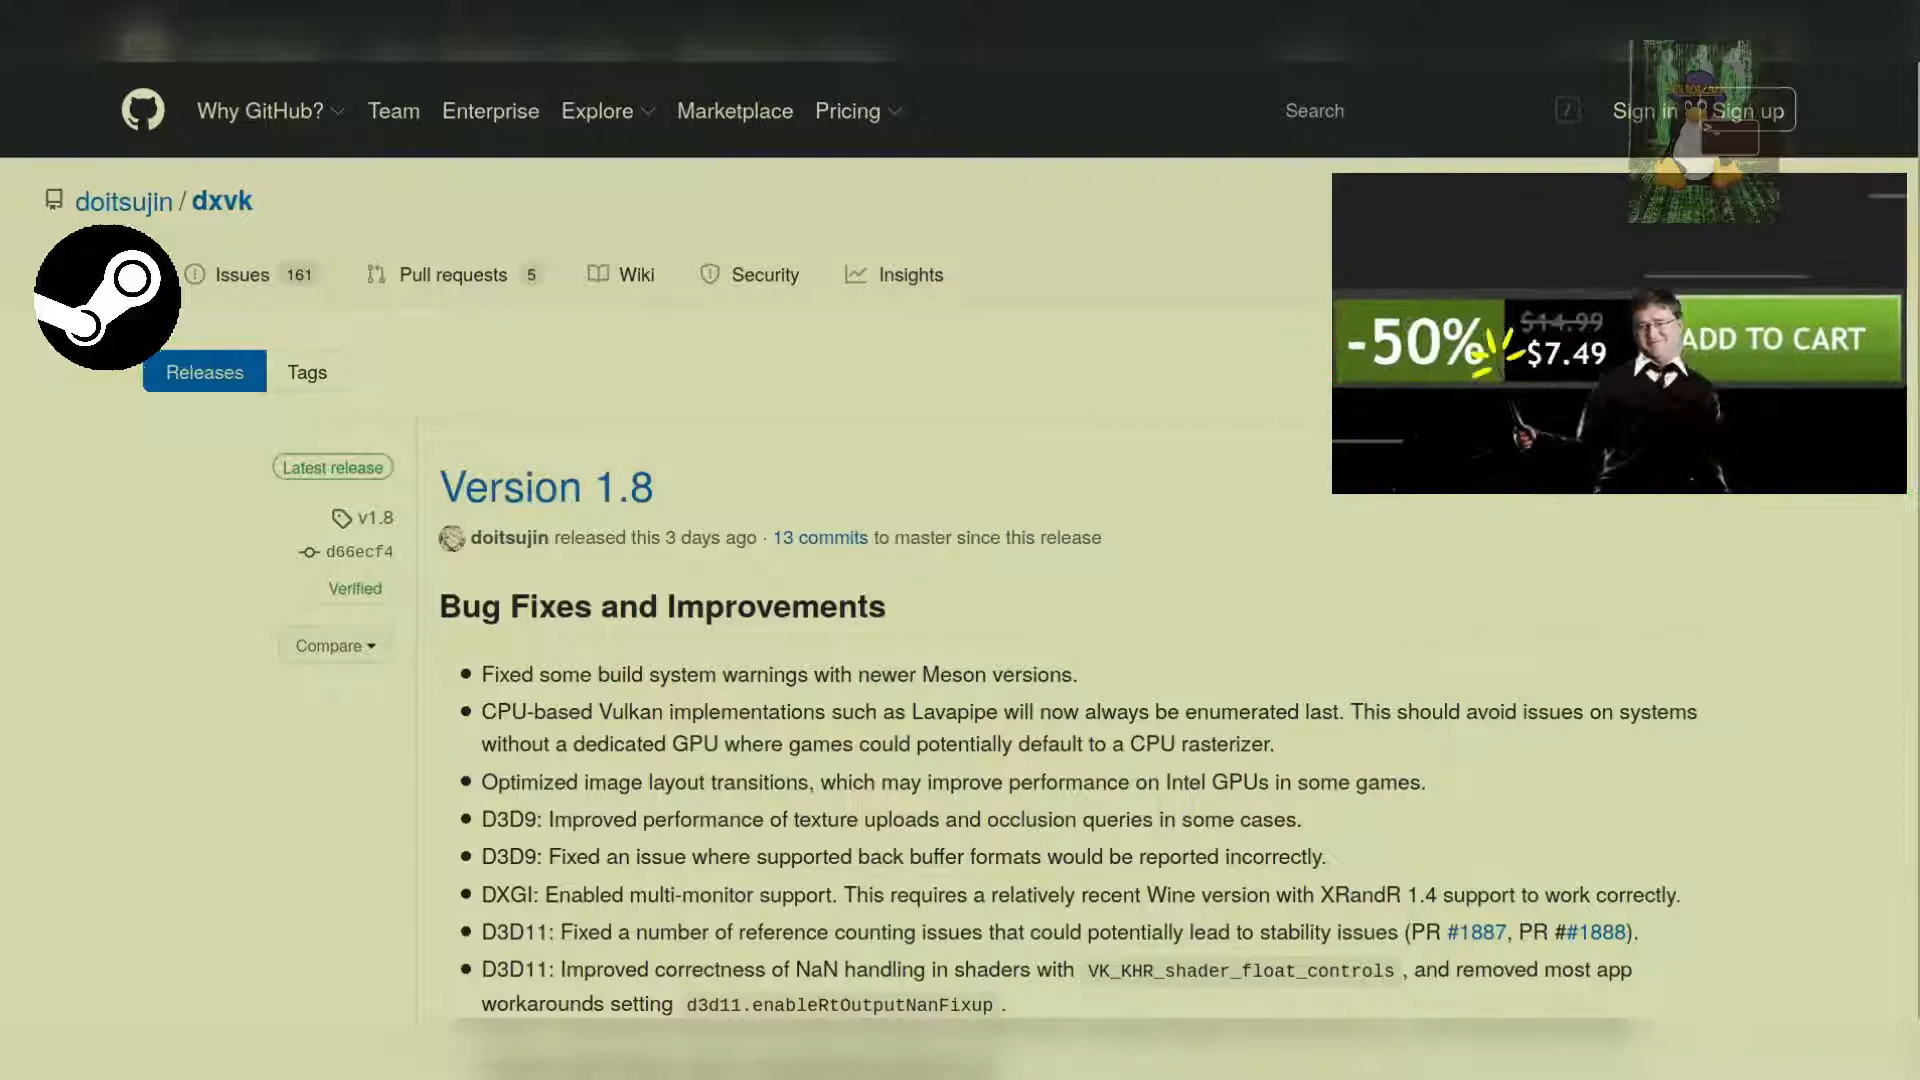 Why GitHub? Team Enterprise Explore Marketplace Pricing Search / Sign in Sign up
doitsujin / dxvk
Issues 161 Pull requests 5 Wiki Security Insights
-50% $14.99 $7.49 ADD TO CART
Releases Tags
Latest release
v1.8
d66ecf4
Verified
Compare
Version 1.8
doitsujin released this 3 days ago · 13 commits to master since this release
Bug Fixes and Improvements
Fixed some build system warnings with newer Meson versions.
CPU-based Vulkan implementations such as Lavapipe will now always be enumerated last. This should avoid issues on systems
without a dedicated GPU where games could potentially default to a CPU rasterizer.
Optimized image layout transitions, which may improve performance on Intel GPUs in some games.
D3D9: Improved performance of texture uploads and occlusion queries in some cases.
D3D9: Fixed an issue where supported back buffer formats would be reported incorrectly.
DXGI: Enabled multi-monitor support. This requires a relatively recent Wine version with XRandR 1.4 support to work correctly.
D3D11: Fixed a number of reference counting issues that could potentially lead to stability issues (PR #1887, PR ##1888).
D3D11: Improved correctness of NaN handling in shaders with VK_KHR_shader_float_controls , and removed most app
workarounds setting d3d11.enableRtOutputNanFixup .